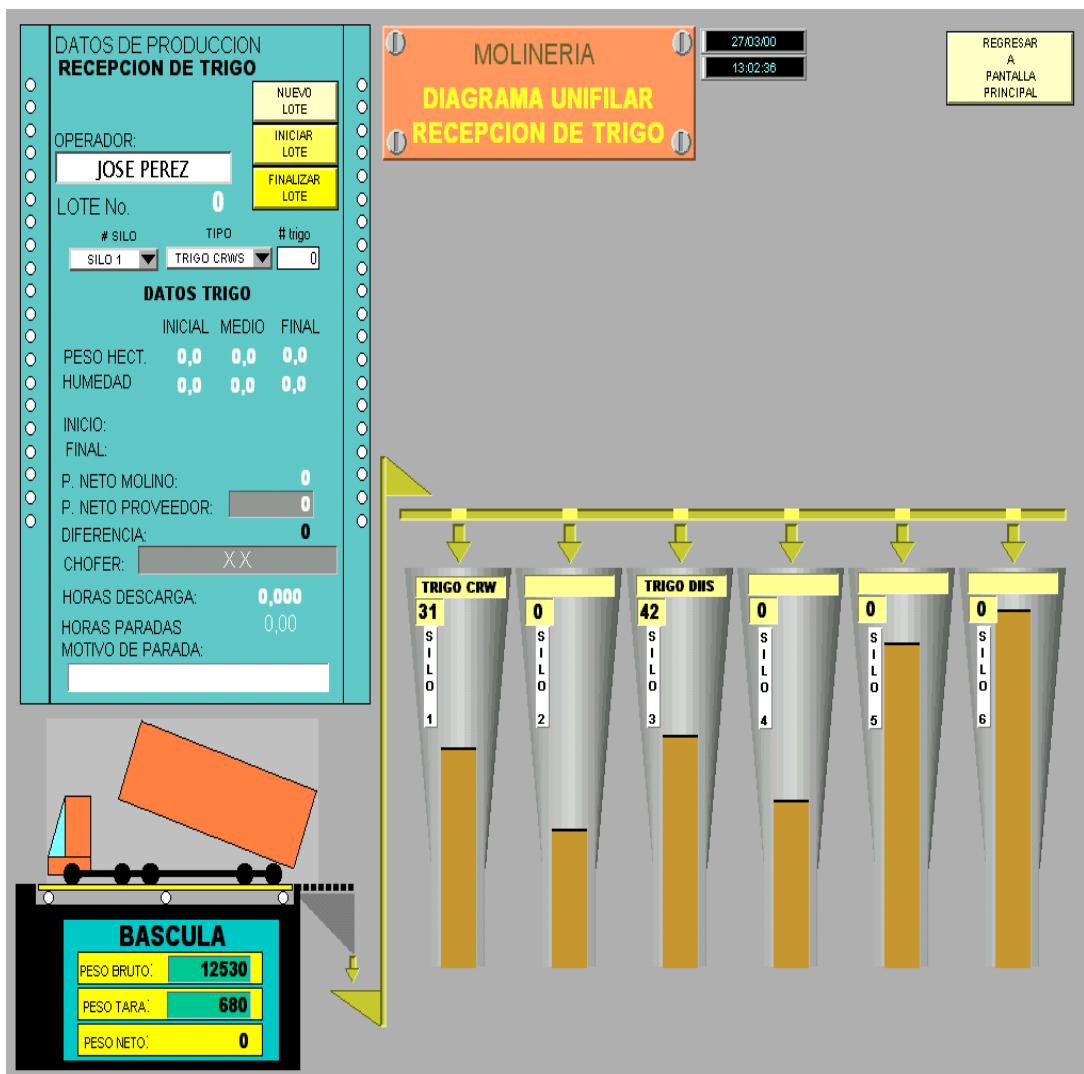 DATOS DE PRODUCCION
RECEPCION DE TRIGO
NUEVO
LOTE
OPERADOR:
INICIAR
LOTE
JOSE PEREZ
FINALIZAR
LOTE
LOTE No. 0
# SILO TIPO # trigo
SILO 1 TRIGO CRWS 0
DATOS TRIGO
INICIAL MEDIO FINAL
PESO HECT. 0,0 0,0 0,0
HUMEDAD 0,0 0,0 0,0
INICIO:
FINAL:
P. NETO MOLINO: 0
P. NETO PROVEEDOR: 0
DIFERENCIA: 0
CHOFER: XX
HORAS DESCARGA: 0,000
HORAS PARADAS 0,00
MOTIVO DE PARADA:
MOLINERIA
DIAGRAMA UNIFILAR
RECEPCION DE TRIGO
27/03/00
13:02:36
REGRESAR
A
PANTALLA
PRINCIPAL
TRIGO CRW
31
SILO 1
0
SILO 2
TRIGO DIIS
42
SILO 3
0
SILO 4
0
SILO 5
0
SILO 6
BASCULA
PESO BRUTO: 12530
PESO TARA: 680
PESO NETO: 0